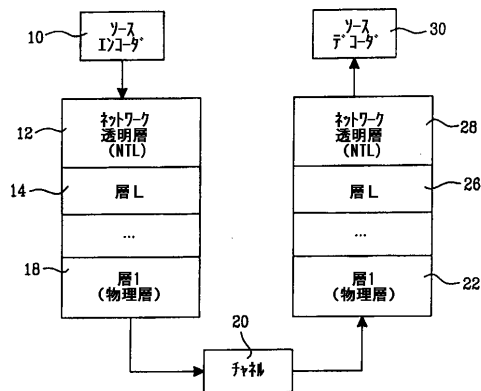 10
ソース
エンコーダ
ソース
デコーダ
30
12
ネットワーク
透明層
(NTL)
ネットワーク
透明層
(NTL)
28
14
層L
層L
26
...
...
18
層1
(物理層)
層1
(物理層)
22
20
チャネル